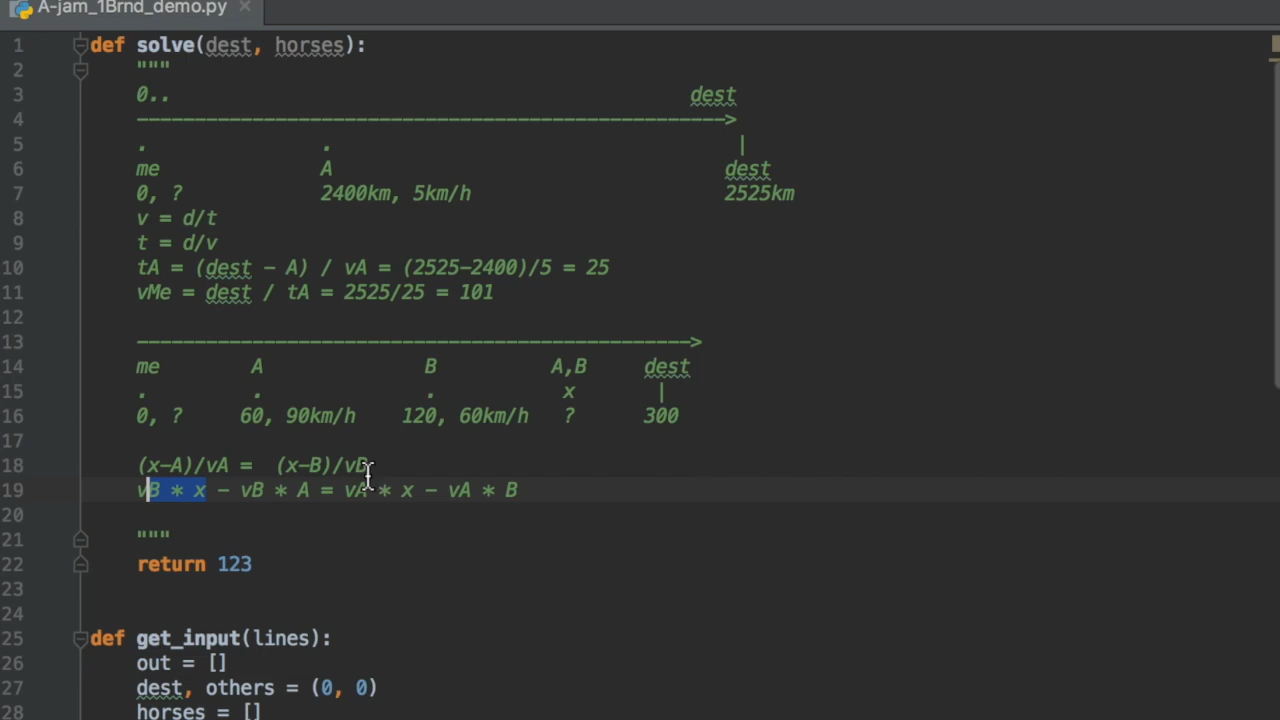 A-jam_1Brnd_demo.py ×
1 def solve(dest, horses):
2 """
3 0.. dest
4 ---------------------------------------------------->
5 . . |
6 me A dest
7 0, ? 2400km, 5km/h 2525km
8 v = d/t
9 t = d/v
10 tA = (dest - A) / vA = (2525-2400)/5 = 25
11 vMe = dest / tA = 2525/25 = 101
12
13 ------------------------------------------------->
14 me A B A,B dest
15 . . . x |
16 0, ? 60, 90km/h 120, 60km/h ? 300
17
18 (x-A)/vA = (x-B)/vB
19 vB * x - vB * A = vA * x - vA * B
20
21 """
22 return 123
23
24
25 def get_input(lines):
26 out = []
27 dest, others = (0, 0)
28 horses = []